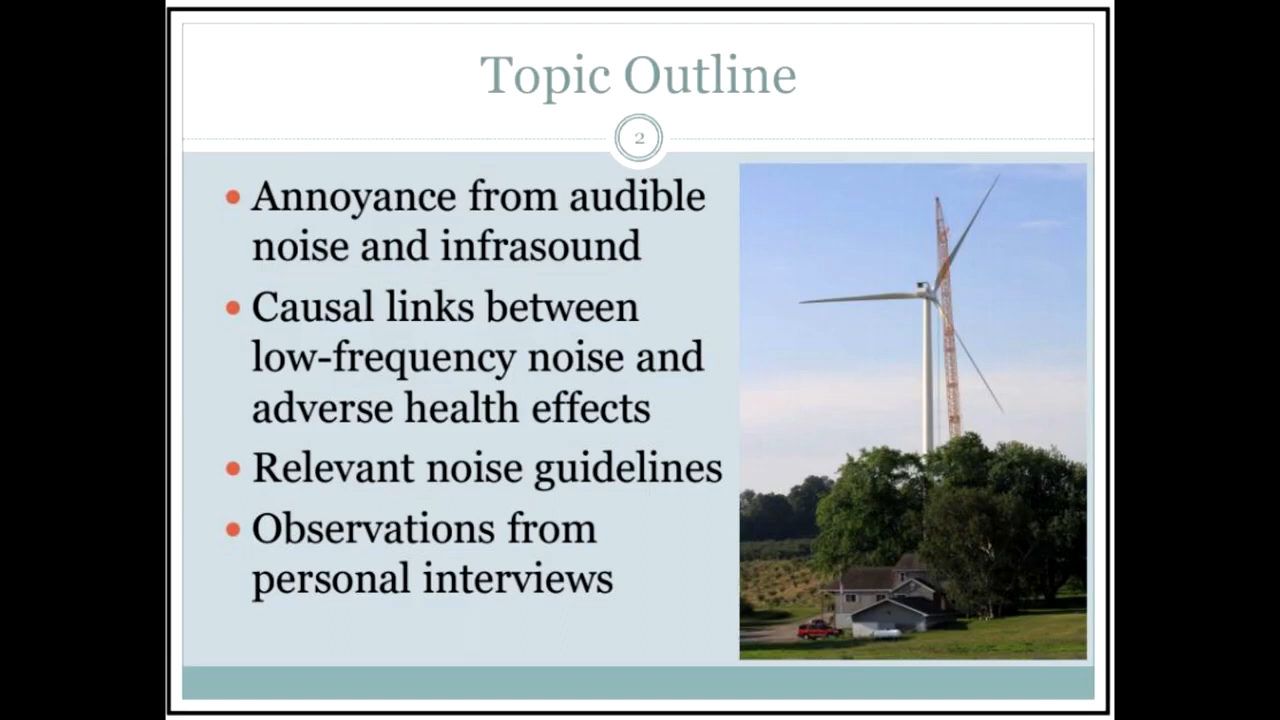 Topic Outline
2
• Annoyance from audible
noise and infrasound
• Causal links between
low-frequency noise and
adverse health effects
• Relevant noise guidelines
• Observations from
personal interviews